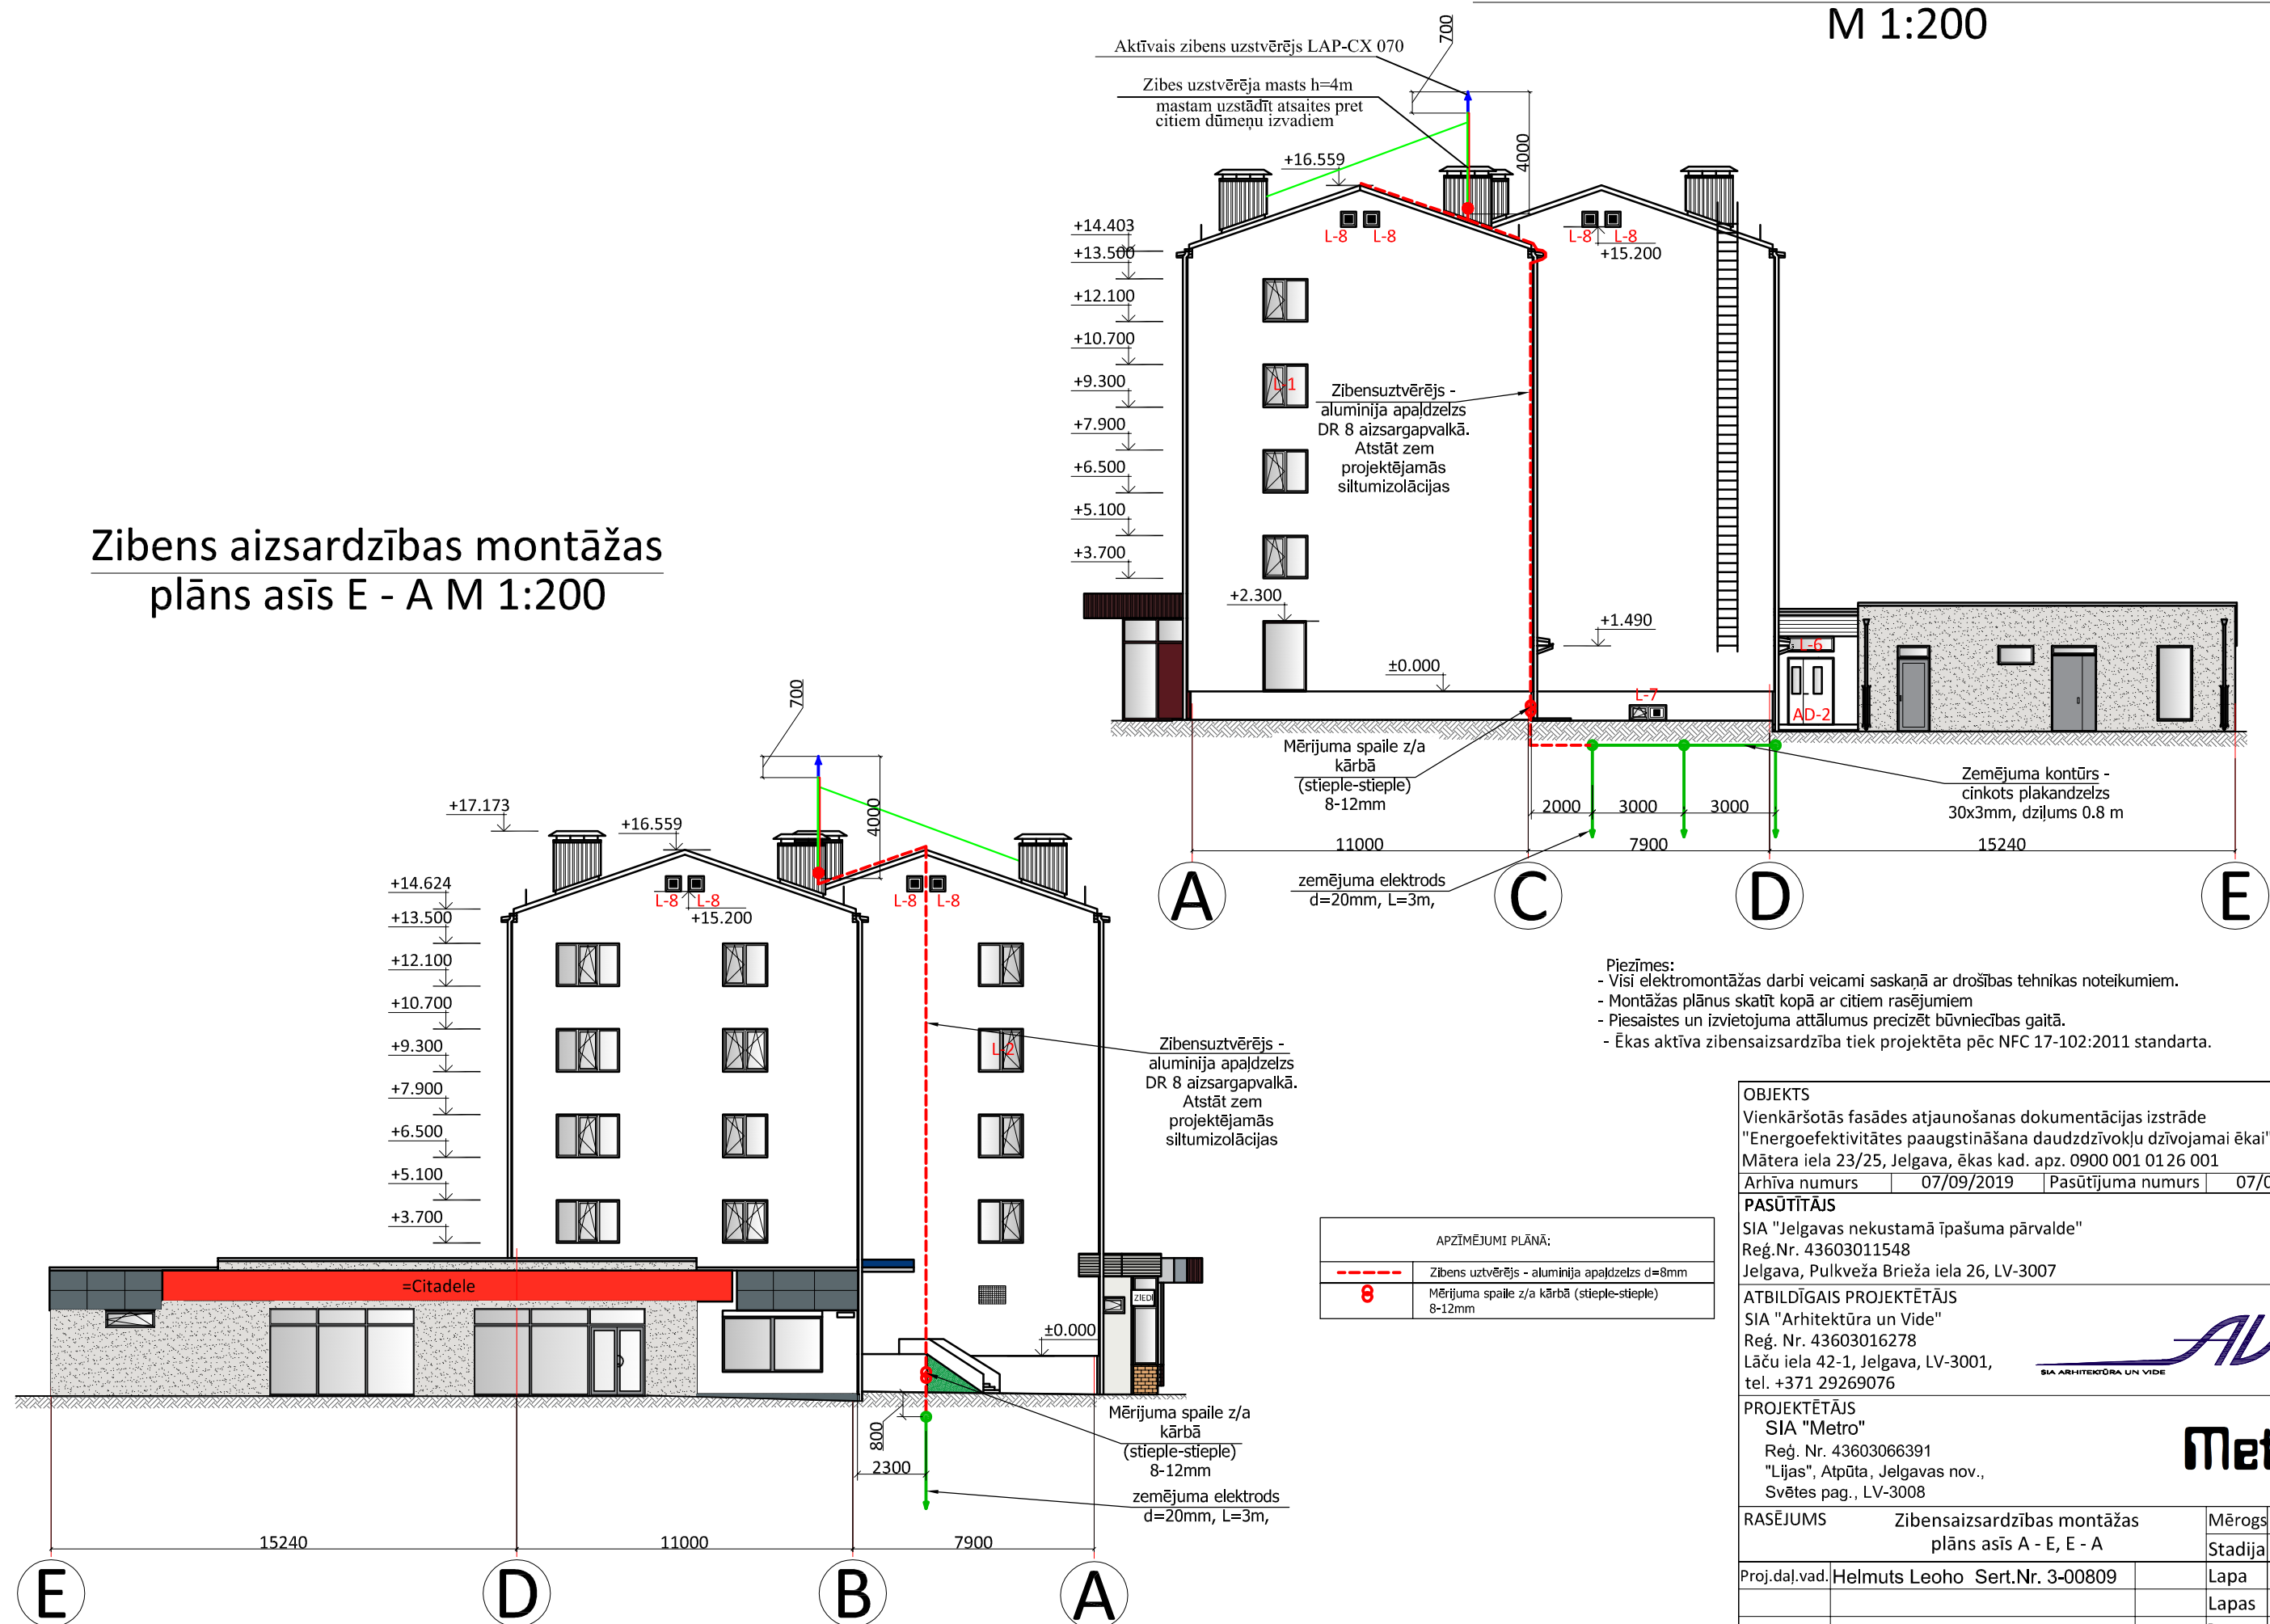 M 1:200
Aktīvais zibens uzstvērējs LAP-CX 070
700
Zibes uzstvērēja masts h=4m
mastam uzstādīt atsaites pret
citiem dūmeņu izvadiem
4000
+16.559
+14.403
+13.500
+12.100
+10.700
+9.300
+7.900
+6.500
+5.100
+3.700
+2.300
L-8 L-8
L-8 L-8
+15.200
L-1
Zibensuztvērējs -
aluminija apaļdzelzs
DR 8 aizsargapvalkā.
Atstāt zem
projektējamās
siltumizolācijas
+1.490
±0.000
L-7
L-6
AD-2
Mērijuma spaile z/a
kārbā
(stieple-stieple)
8-12mm
Zemējuma kontūrs -
cinkots plakandzelzs
30x3mm, dziļums 0.8 m
2000 3000 3000
11000 7900 15240
zemējuma elektrods
d=20mm, L=3m,
A C D E
Zibens aizsardzības montāžas
plāns asīs E - A M 1:200
700
4000
+17.173
+16.559
+14.624
+13.500
+12.100
+10.700
+9.300
+7.900
+6.500
+5.100
+3.700
L-8 L-8
+15.200
L-8 L-8
L-2
Zibensuztvērējs -
aluminija apaļdzelzs
DR 8 aizsargapvalkā.
Atstāt zem
projektējamās
siltumizolācijas
=Citadele
ZIEDI
±0.000
800
2300
Mērijuma spaile z/a
kārbā
(stieple-stieple)
8-12mm
zemējuma elektrods
d=20mm, L=3m,
15240 11000 7900
E D B A
Piezīmes:
- Visi elektromontāžas darbi veicami saskaņā ar drošības tehnikas noteikumiem.
- Montāžas plānus skatīt kopā ar citiem rasējumiem
- Piesaistes un izvietojuma attālumus precizēt būvniecības gaitā.
- Ēkas aktīva zibensaizsardzība tiek projektēta pēc NFC 17-102:2011 standarta.
APZĪMĒJUMI PLĀNĀ:
Zibens uztvērējs - aluminija apaļdzelzs d=8mm
Mērijuma spaile z/a kārbā (stieple-stieple)
8-12mm
OBJEKTS
Vienkāršotās fasādes atjaunošanas dokumentācijas izstrāde
"Energoefektivitātes paaugstināšana daudzdzīvokļu dzīvojamai ēkai"
Mātera iela 23/25, Jelgava, ēkas kad. apz. 0900 001 0126 001
Arhīva numurs 07/09/2019 Pasūtījuma numurs
PASŪTĪTĀJS
SIA "Jelgavas nekustamā īpašuma pārvalde"
Reģ.Nr. 43603011548
Jelgava, Pulkveža Brieža iela 26, LV-3007
ATBILDĪGAIS PROJEKTĒTĀJS
SIA "Arhitektūra un Vide"
Reģ. Nr. 43603016278
Lāču iela 42-1, Jelgava, LV-3001,
tel. +371 29269076
SIA ARHITEKTŪRA UN VIDE
PROJEKTĒTĀJS
SIA "Metro"
Reģ. Nr. 43603066391
"Lijas", Atpūta, Jelgavas nov.,
Svētes pag., LV-3008
RASĒJUMS Zibensaizsardzības montāžas
plāns asīs A - E, E - A
Mērogs
Stadija
Proj.daļ.vad. Helmuts Leoho Sert.Nr. 3-00809 Lapa
Lapas